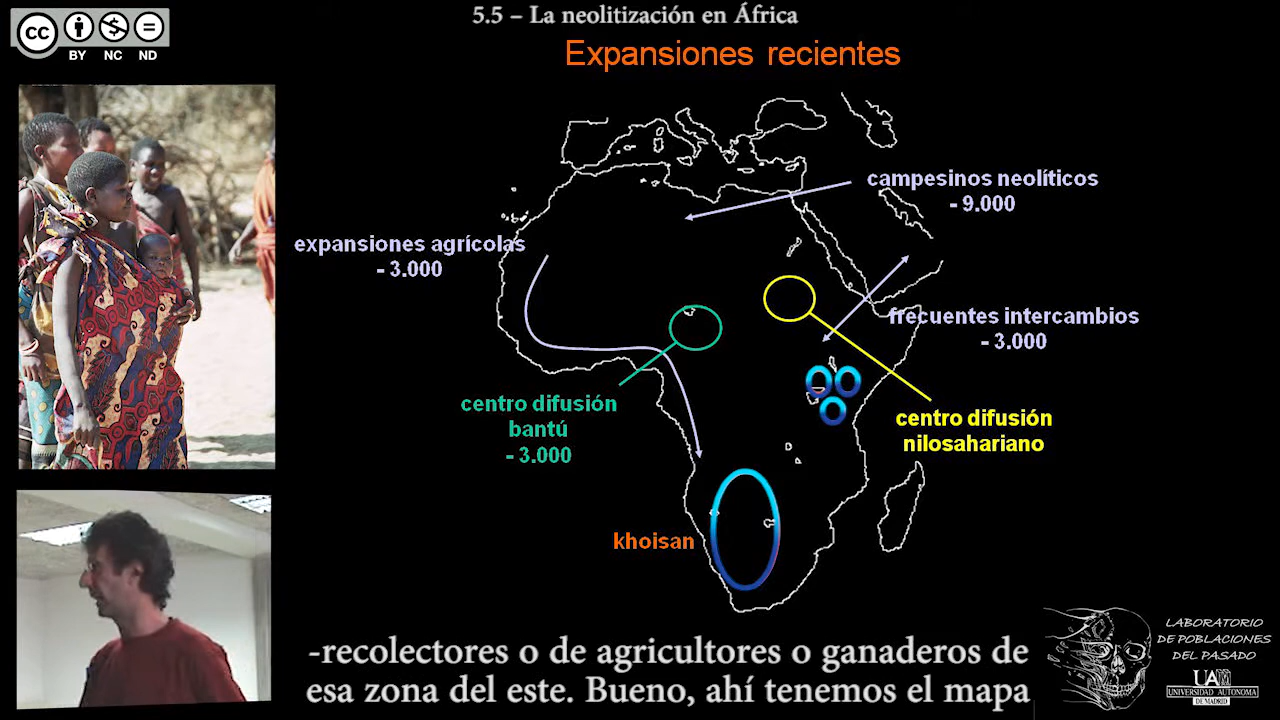 cc
BY NC ND
5.5 – La neolitización en África
Expansiones recientes
campesinos neolíticos
- 9.000
expansiones agrícolas
- 3.000
frecuentes intercambios
- 3.000
centro difusión
bantú
- 3.000
centro difusión
nilosahariano
khoisan
-recolectores o de agricultores o ganaderos de
esa zona del este. Bueno, ahí tenemos el mapa
LABORATORIO
DE POBLACIONES
DEL PASADO
UAM
UNIVERSIDAD AUTONOMA
DE MADRID